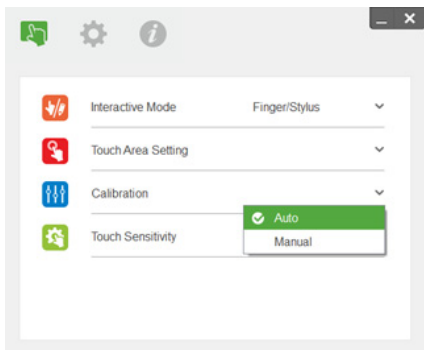 Interactive Mode Finger/Stylus
Touch Area Setting
Calibration
Auto
Touch Sensitivity
Manual